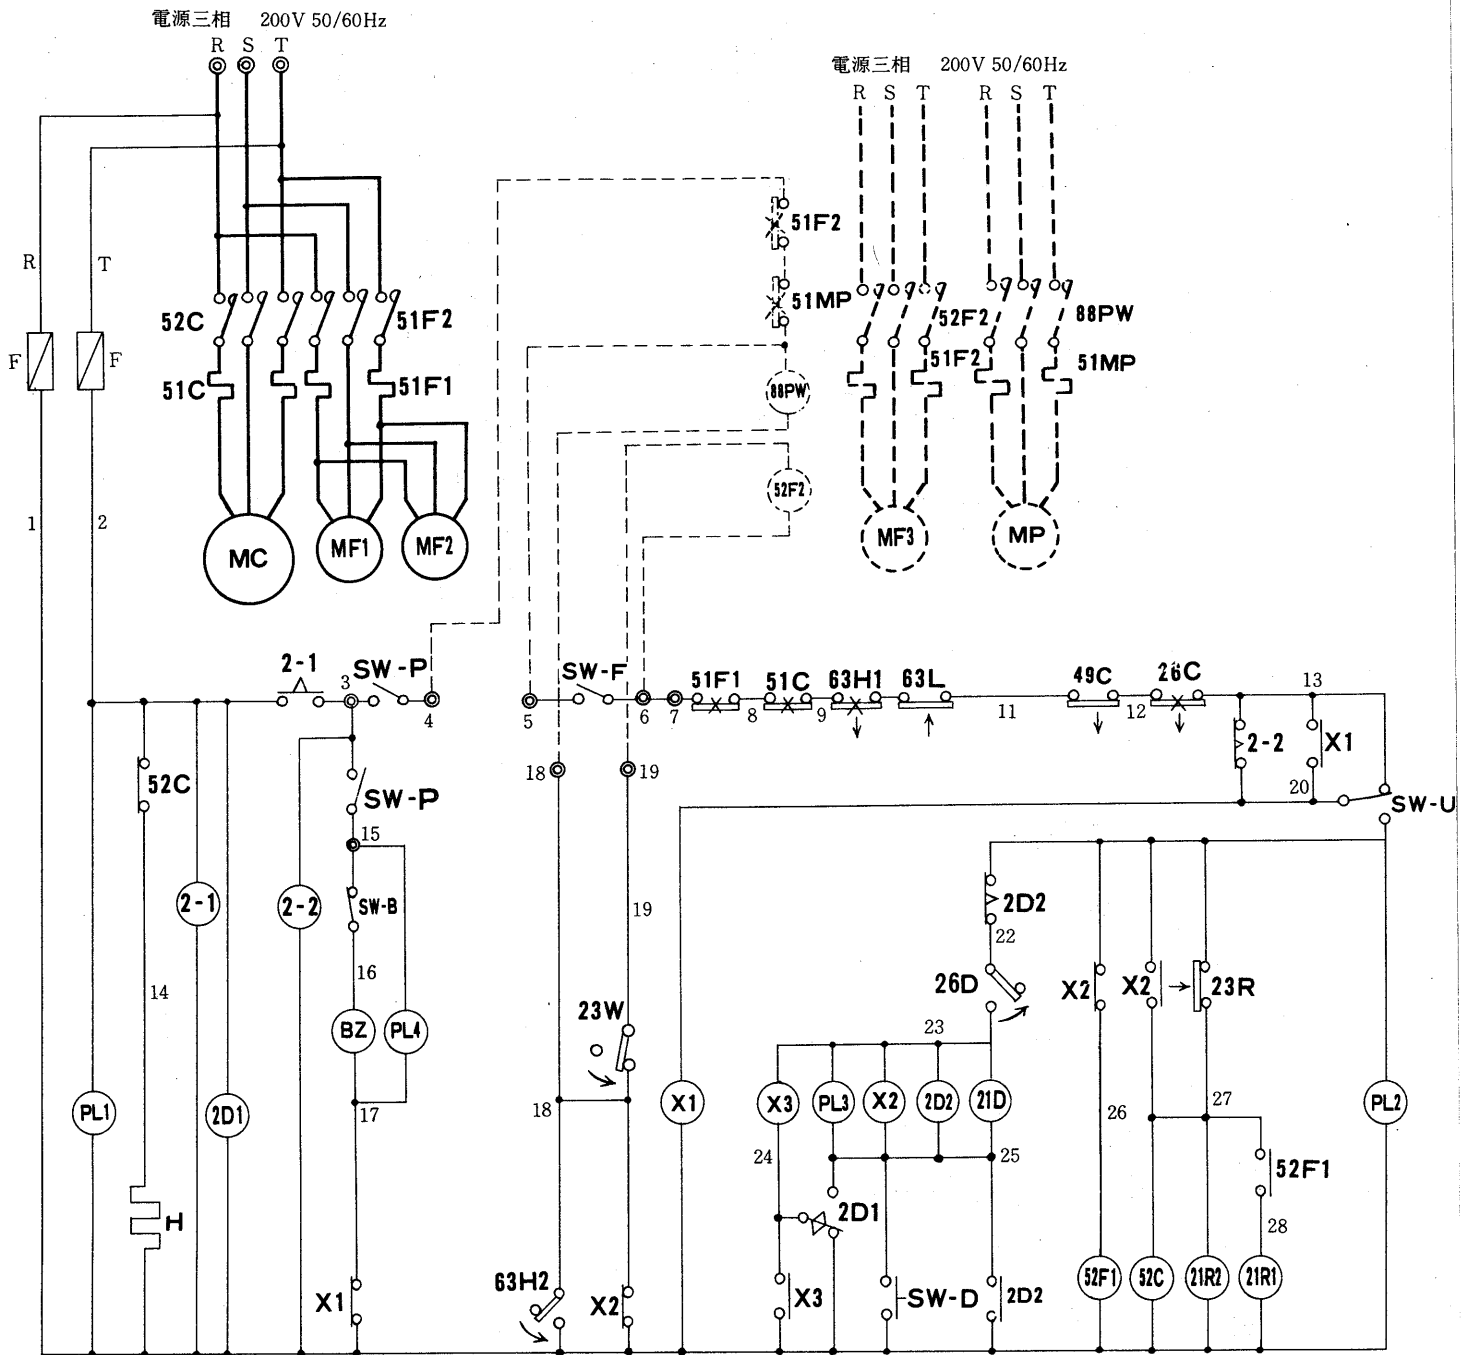 電源三相 200V 50/60Hz
R S T
電源三相 200V 50/60Hz
R S T R S T
51F2
R T
51MP
52C 51F2 52F2 88PW
F F
51C 51F1 88PW 51F2 51MP
52F2
1 2
MC MF1 MF2 MF3 MP
2-1 SW-P SW-F 51F1 51C 63H1 63L 49C 26C
3 4 5 6 7 8 9 11 12 13
52C 18 19 2-2 X1
SW-P 20 SW-U
15
2-1 2-2 SW-B 19 2D2
22
14 16 26D X2 X2 23R
23W 23
BZ PL4
PL1 2D1 17 18 X1 X3 PL3 X2 2D2 21D 26 27 PL2
24 25
52F1
H 2D1
28
63H2 52F1 52C 21R2 21R1
X1 X2 X3 SW-D 2D2